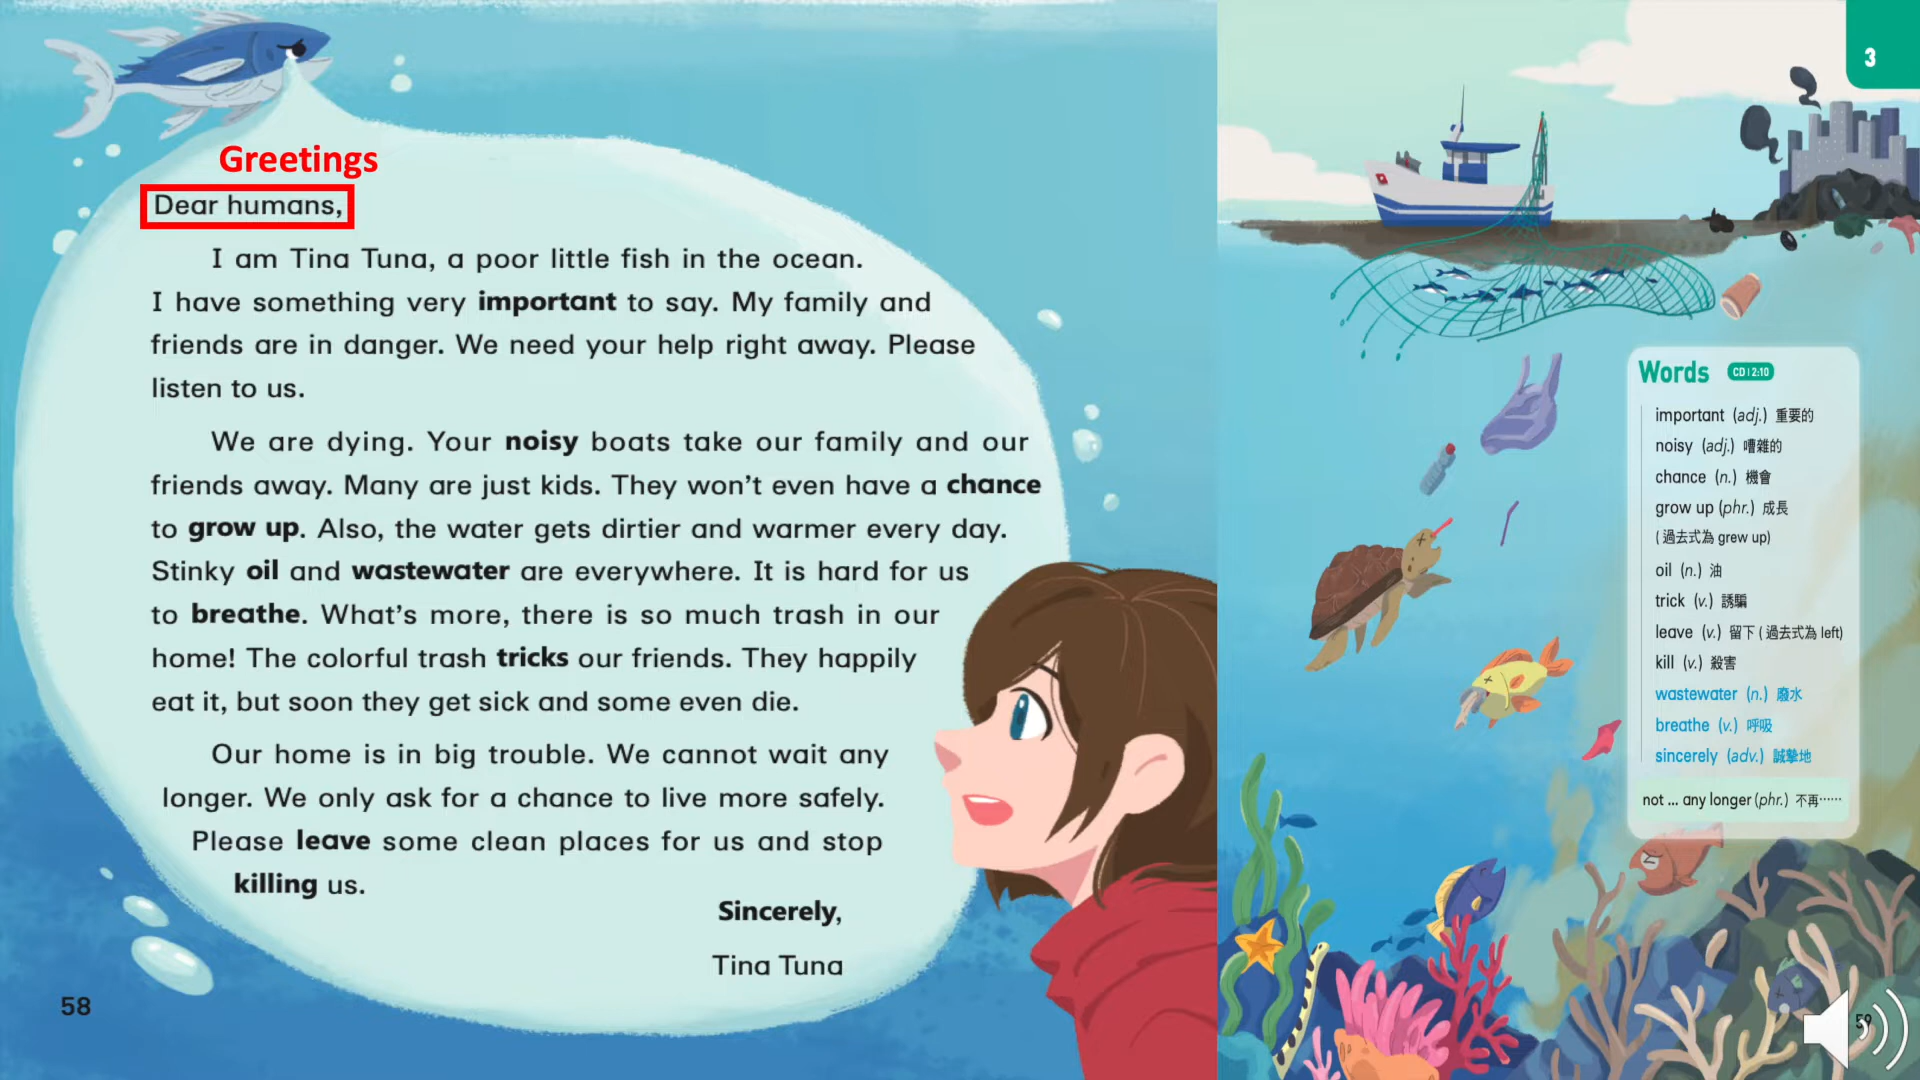 Greetings
Dear humans,
I am Tina Tuna, a poor little fish in the ocean.
I have something very important to say. My family and
friends are in danger. We need your help right away. Please
listen to us.
We are dying. Your noisy boats take our family and our
friends away. Many are just kids. They won't even have a chance
to grow up. Also, the water gets dirtier and warmer every day.
Stinky oil and wastewater are everywhere. It is hard for us
to breathe. What's more, there is so much trash in our
home! The colorful trash tricks our friends. They happily
eat it, but soon they get sick and some even die.
Our home is in big trouble. We cannot wait any
longer. We only ask for a chance to live more safely.
Please leave some clean places for us and stop
killing us.
Sincerely,
Tina Tuna
58
3
Words CD|2:10
important (adj.) 重要的
noisy (adj.) 嘈雜的
chance (n.) 機會
grow up (phr.) 成長
(過去式為 grew up)
oil (n.) 油
trick (v.) 誘騙
leave (v.) 留下 (過去式為 left)
kill (v.) 殺害
wastewater (n.) 廢水
breathe (v.) 呼吸
sincerely (adv.) 誠摯地
not ... any longer (phr.) 不再……
59